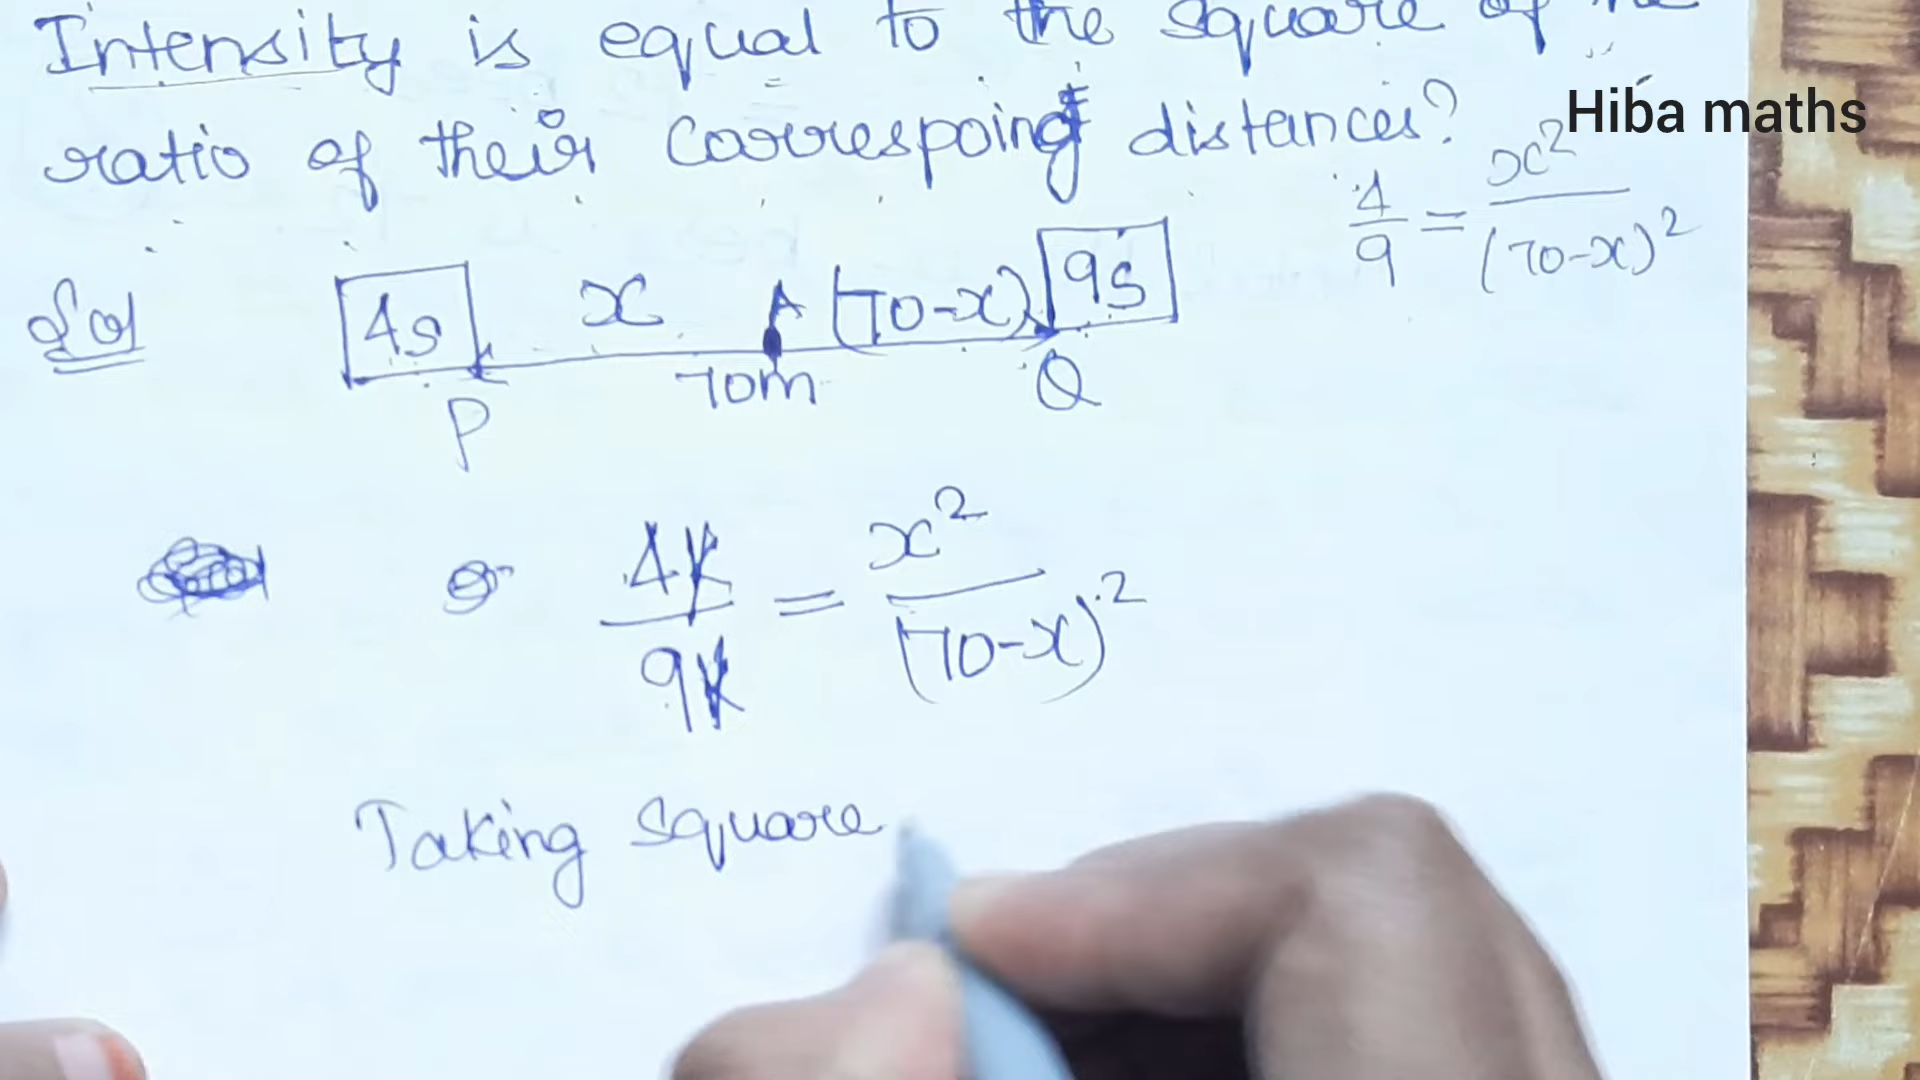 Intensity is equal to the square of the
Hiba maths
ratio of their correspoing distances?
4/9 = x²/(70-x)²
Sol 4s x A (70-x) 9s
70m
P Q
4k/9k = x²/(70-x)²
Taking square